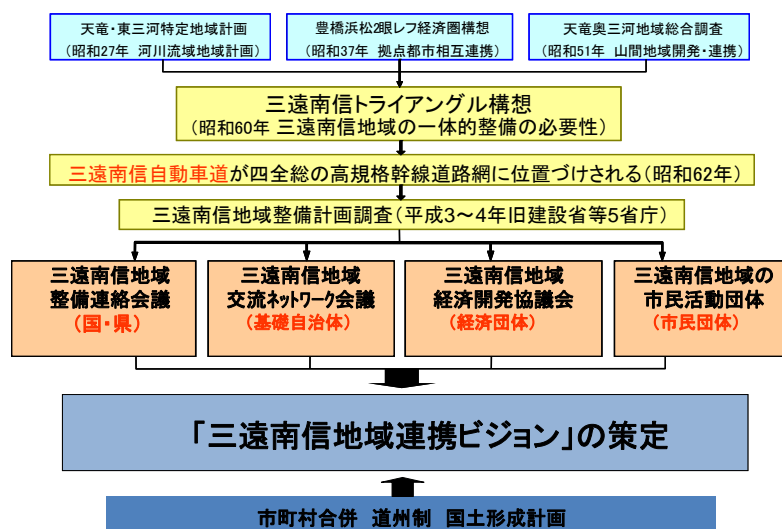 天竜・東三河特定地域計画
(昭和27年 河川流域地域計画)
豊橋浜松2眼レフ経済圏構想
(昭和37年 拠点都市相互連携)
天竜奥三河地域総合調査
(昭和51年 山間地域開発・連携)
三遠南信トライアングル構想
(昭和60年 三遠南信地域の一体的整備の必要性)
三遠南信自動車道が四全総の高規格幹線道路網に位置づけされる(昭和62年)
三遠南信地域整備計画調査(平成3～4年旧建設省等5省庁)
三遠南信地域
整備連絡会議
(国・県)
三遠南信地域
交流ネットワーク会議
(基礎自治体)
三遠南信地域
経済開発協議会
(経済団体)
三遠南信地域の
市民活動団体
(市民団体)
「三遠南信地域連携ビジョン」の策定
市町村合併 道州制 国土形成計画